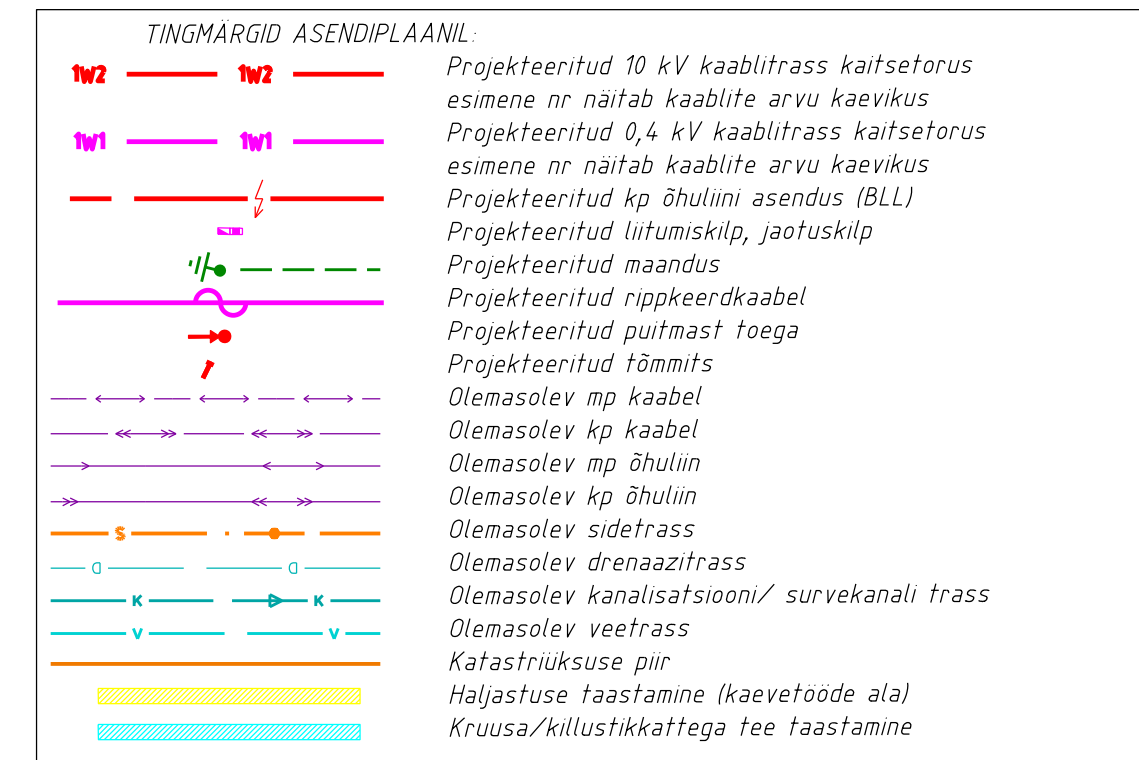 TINGMÄRGID ASENDIPLAANIL:
1W2 1W2 Projekteeritud 10 kV kaablitrass kaitsetorus
esimene nr näitab kaablite arvu kaevikus
1W1 1W1 Projekteeritud 0,4 kV kaablitrass kaitsetorus
esimene nr näitab kaablite arvu kaevikus
Projekteeritud kp õhuliini asendus (BLL)
Projekteeritud liitumiskilp, jaotuskilp
Projekteeritud maandus
Projekteeritud rippkeerdkaabel
Projekteeritud puitmast toega
Projekteeritud tõmmits
Olemasolev mp kaabel
Olemasolev kp kaabel
Olemasolev mp õhuliin
Olemasolev kp õhuliin
S Olemasolev sidetrass
D D Olemasolev drenaazitrass
K K Olemasolev kanalisatsiooni/ survekanali trass
V V Olemasolev veetrass
Katastriüksuse piir
Haljastuse taastamine (kaevetööde ala)
Kruusa/killustikkattega tee taastamine